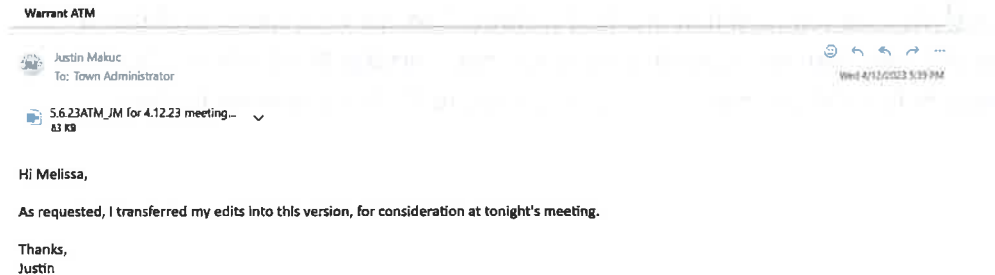 Warrant ATM
Justin Makuc
To: Town Administrator
Wed 4/12/2023 5:39 PM
5.6.23ATM_JM for 4.12.23 meeting...
83 KB
Hi Melissa,
As requested, I transferred my edits into this version, for consideration at tonight's meeting.
Thanks,
Justin